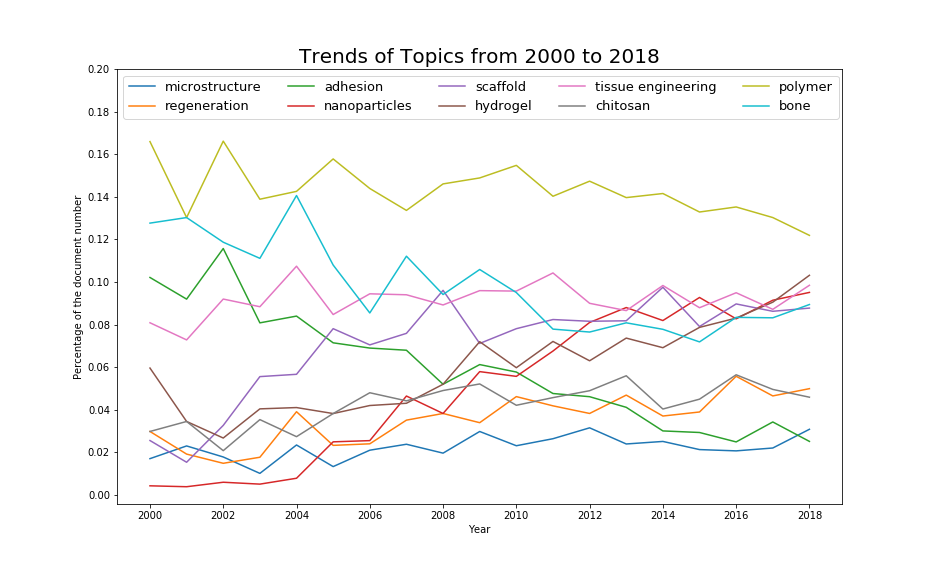 Trends of Topics from 2000 to 2018
microstructure adhesion scaffold tissue engineering polymer
regeneration nanoparticles hydrogel chitosan bone
0.20
0.18
0.16
0.14
0.12
0.10
0.08
0.06
0.04
0.02
0.00
Percentage of the document number
2000 2002 2004 2006 2008 2010 2012 2014 2016 2018
Year